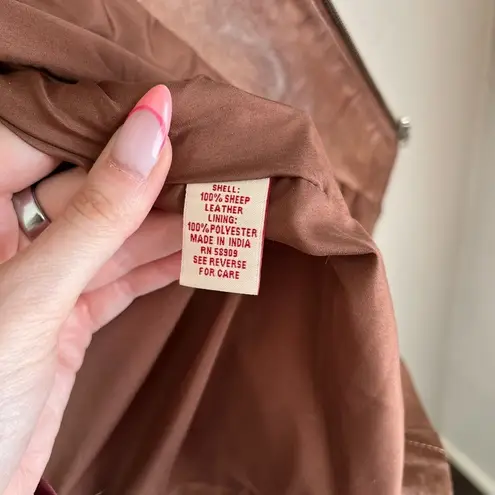 SHELL:
100% SHEEP
LEATHER
LINING:
100% POLYESTER
MADE IN INDIA
RN 58909
SEE REVERSE
FOR CARE